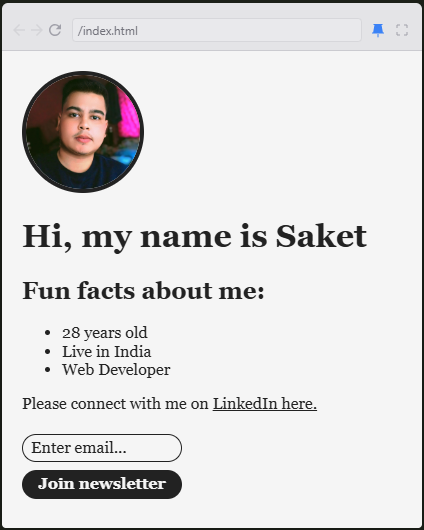 /index.html
Hi, my name is Saket
Fun facts about me:
• 28 years old
• Live in India
• Web Developer
Please connect with me on LinkedIn here.
Enter email...
Join newsletter